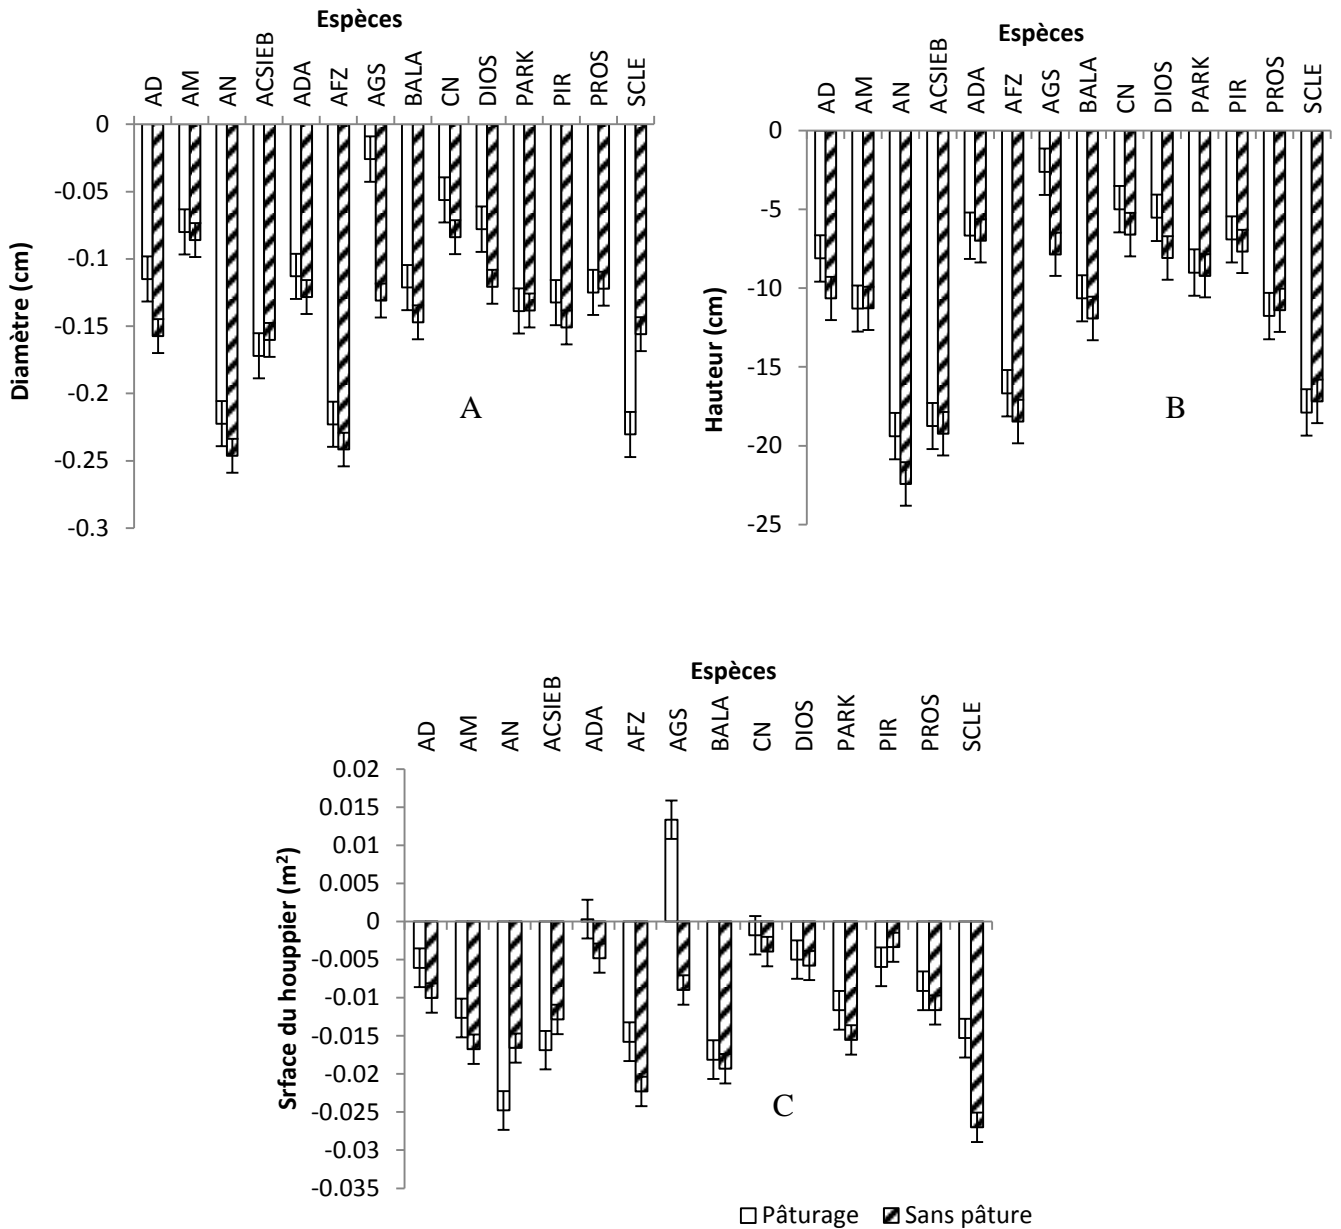 Espèces
AD AM AN ACSIEB ADA AFZ AGS BALA CN DIOS PARK PIR PROS SCLE
0
-0.05
-0.1
-0.15
-0.2
-0.25
-0.3
Diamètre (cm)
A
Espèces
AD AM AN ACSIEB ADA AFZ AGS BALA CN DIOS PARK PIR PROS SCLE
0
-5
-10
-15
-20
-25
Hauteur (cm)
B
Espèces
AD AM AN ACSIEB ADA AFZ AGS BALA CN DIOS PARK PIR PROS SCLE
0.02
0.015
0.01
0.005
0
-0.005
-0.01
-0.015
-0.02
-0.025
-0.03
-0.035
Srface du houppier (m²)
C
Pâturage Sans pâture